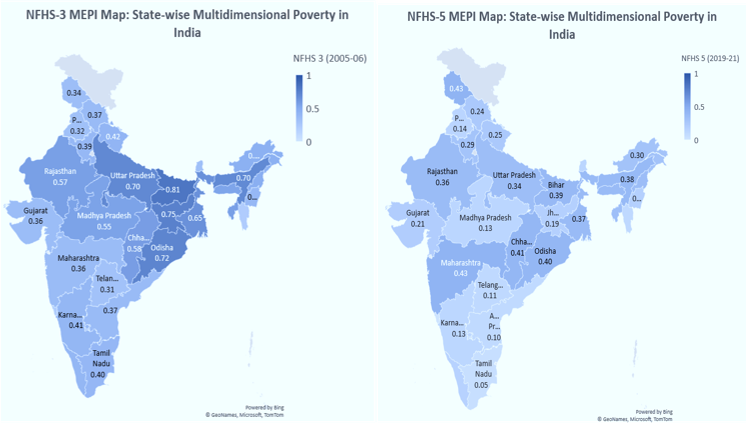 NFHS-3 MEPI Map: State-wise Multidimensional Poverty in
India
NFHS 3 (2005-06)
1
0.5
0
0.34
0.37
P...
0.32
0.39
0.42
Rajasthan
0.57
Uttar Pradesh
0.70
0.81
0...
0.70
0...
Gujarat
0.36
Madhya Pradesh
0.55
0.75
0.65
Chha...
0.58
Odisha
0.72
Maharashtra
0.36
Telan...
0.31
Karna...
0.41
0.37
Tamil
Nadu
0.40
Powered by Bing
© GeoNames, Microsoft, TomTom
NFHS-5 MEPI Map: State-wise Multidimensional Poverty in
India
NFHS 5 (2019-21)
1
0.5
0
0.43
0.24
P...
0.14
0.29
0.25
Rajasthan
0.36
Uttar Pradesh
0.34
Bihar
0.39
0.30
0.38
0...
Gujarat
0.21
Madhya Pradesh
0.13
Jh...
0.19
0.37
Chha...
0.41
Odisha
0.40
Maharashtra
0.43
Telang...
0.11
Karna...
0.13
A...
Pr...
0.10
Tamil
Nadu
0.05
Powered by Bing
© GeoNames, Microsoft, TomTom